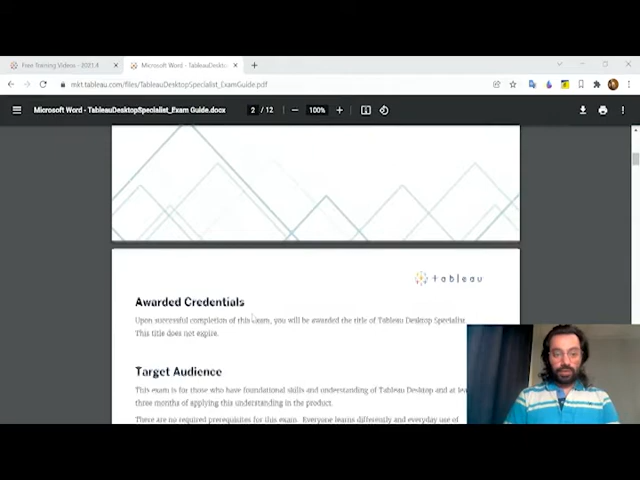 Free Training Videos - 2021.4
Microsoft Word - TableauDeskto
mkt.tableau.com/files/TableauDesktopSpecialist_ExamGuide.pdf
Microsoft Word - TableauDesktopSpecialist_Exam Guide.docx
2 / 12
100%
tableau
Awarded Credentials
Upon successful completion of this Exam, you will be awarded the title of Tableau Desktop Specialist.
This title does not expire.
Target Audience
This exam is for those who have foundational skills and understanding of Tableau Desktop and at lea
three months of applying this understanding in the product.
There are no required prerequisites for this exam. Everyone learns differently and everyday use of